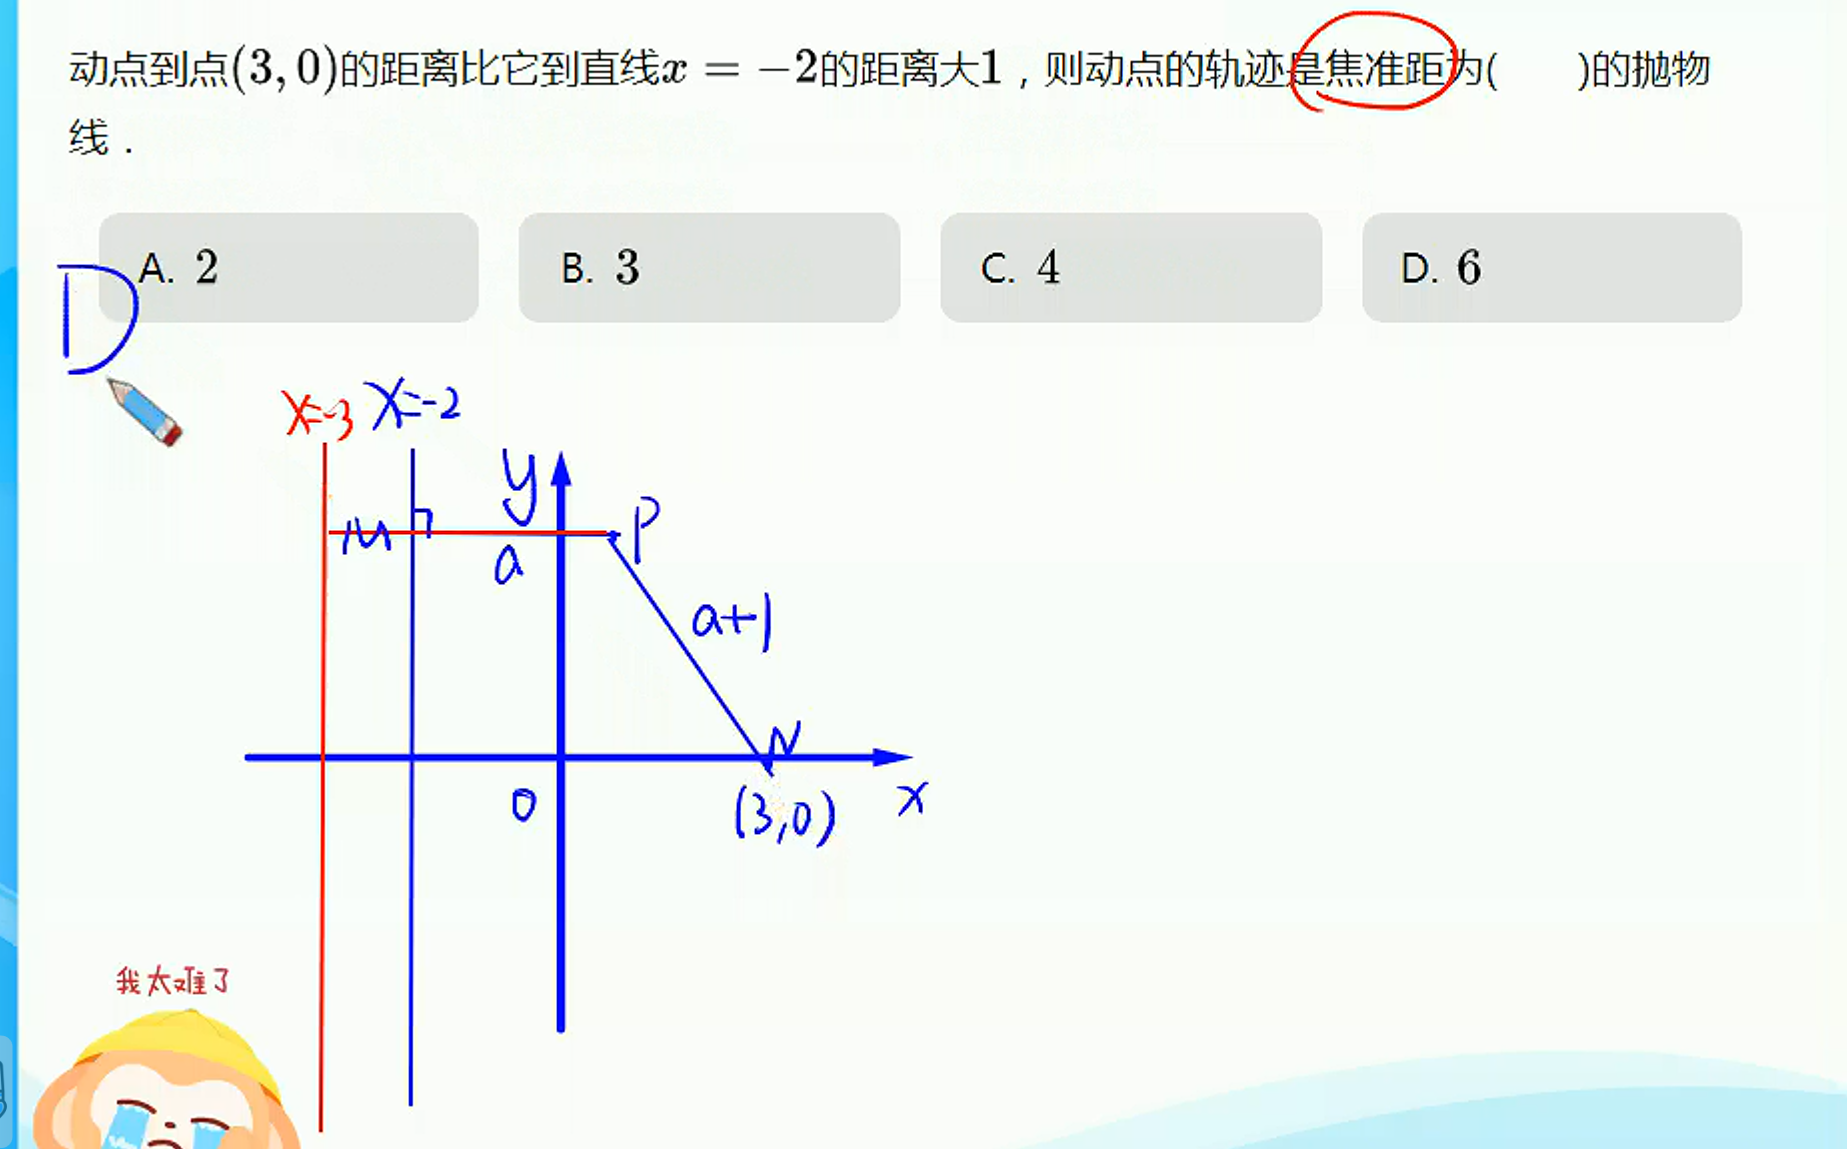 动点到点(3, 0)的距离比它到直线x = −2的距离大1，则动点的轨迹是焦准距为(　　)的抛物
线．
A. 2
B. 3
C. 4
D. 6
D
x=-3
x=-2
y
M
a
P
a+1
N
0
(3,0)
x
我太难了